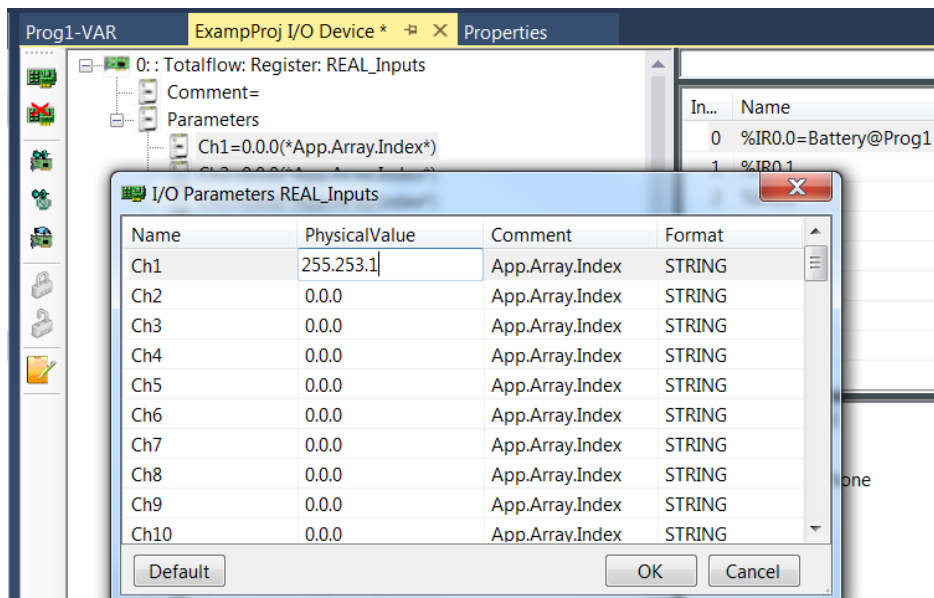 Prog1-VAR ExampProj I/O Device * Properties
0: : Totalflow: Register: REAL_Inputs
Comment=
Parameters
Ch1=0.0.0(*App.Array.Index*)
In... Name
0 %IR0.0=Battery@Prog1
1 %IR0.1
2
I/O Parameters REAL_Inputs
Name PhysicalValue Comment Format
Ch1 255.253.1 App.Array.Index STRING
Ch2 0.0.0 App.Array.Index STRING
Ch3 0.0.0 App.Array.Index STRING
Ch4 0.0.0 App.Array.Index STRING
Ch5 0.0.0 App.Array.Index STRING
Ch6 0.0.0 App.Array.Index STRING
Ch7 0.0.0 App.Array.Index STRING
Ch8 0.0.0 App.Array.Index STRING
Ch9 0.0.0 App.Array.Index STRING
Ch10 0.0.0 App.Array.Index STRING
one
Default OK Cancel